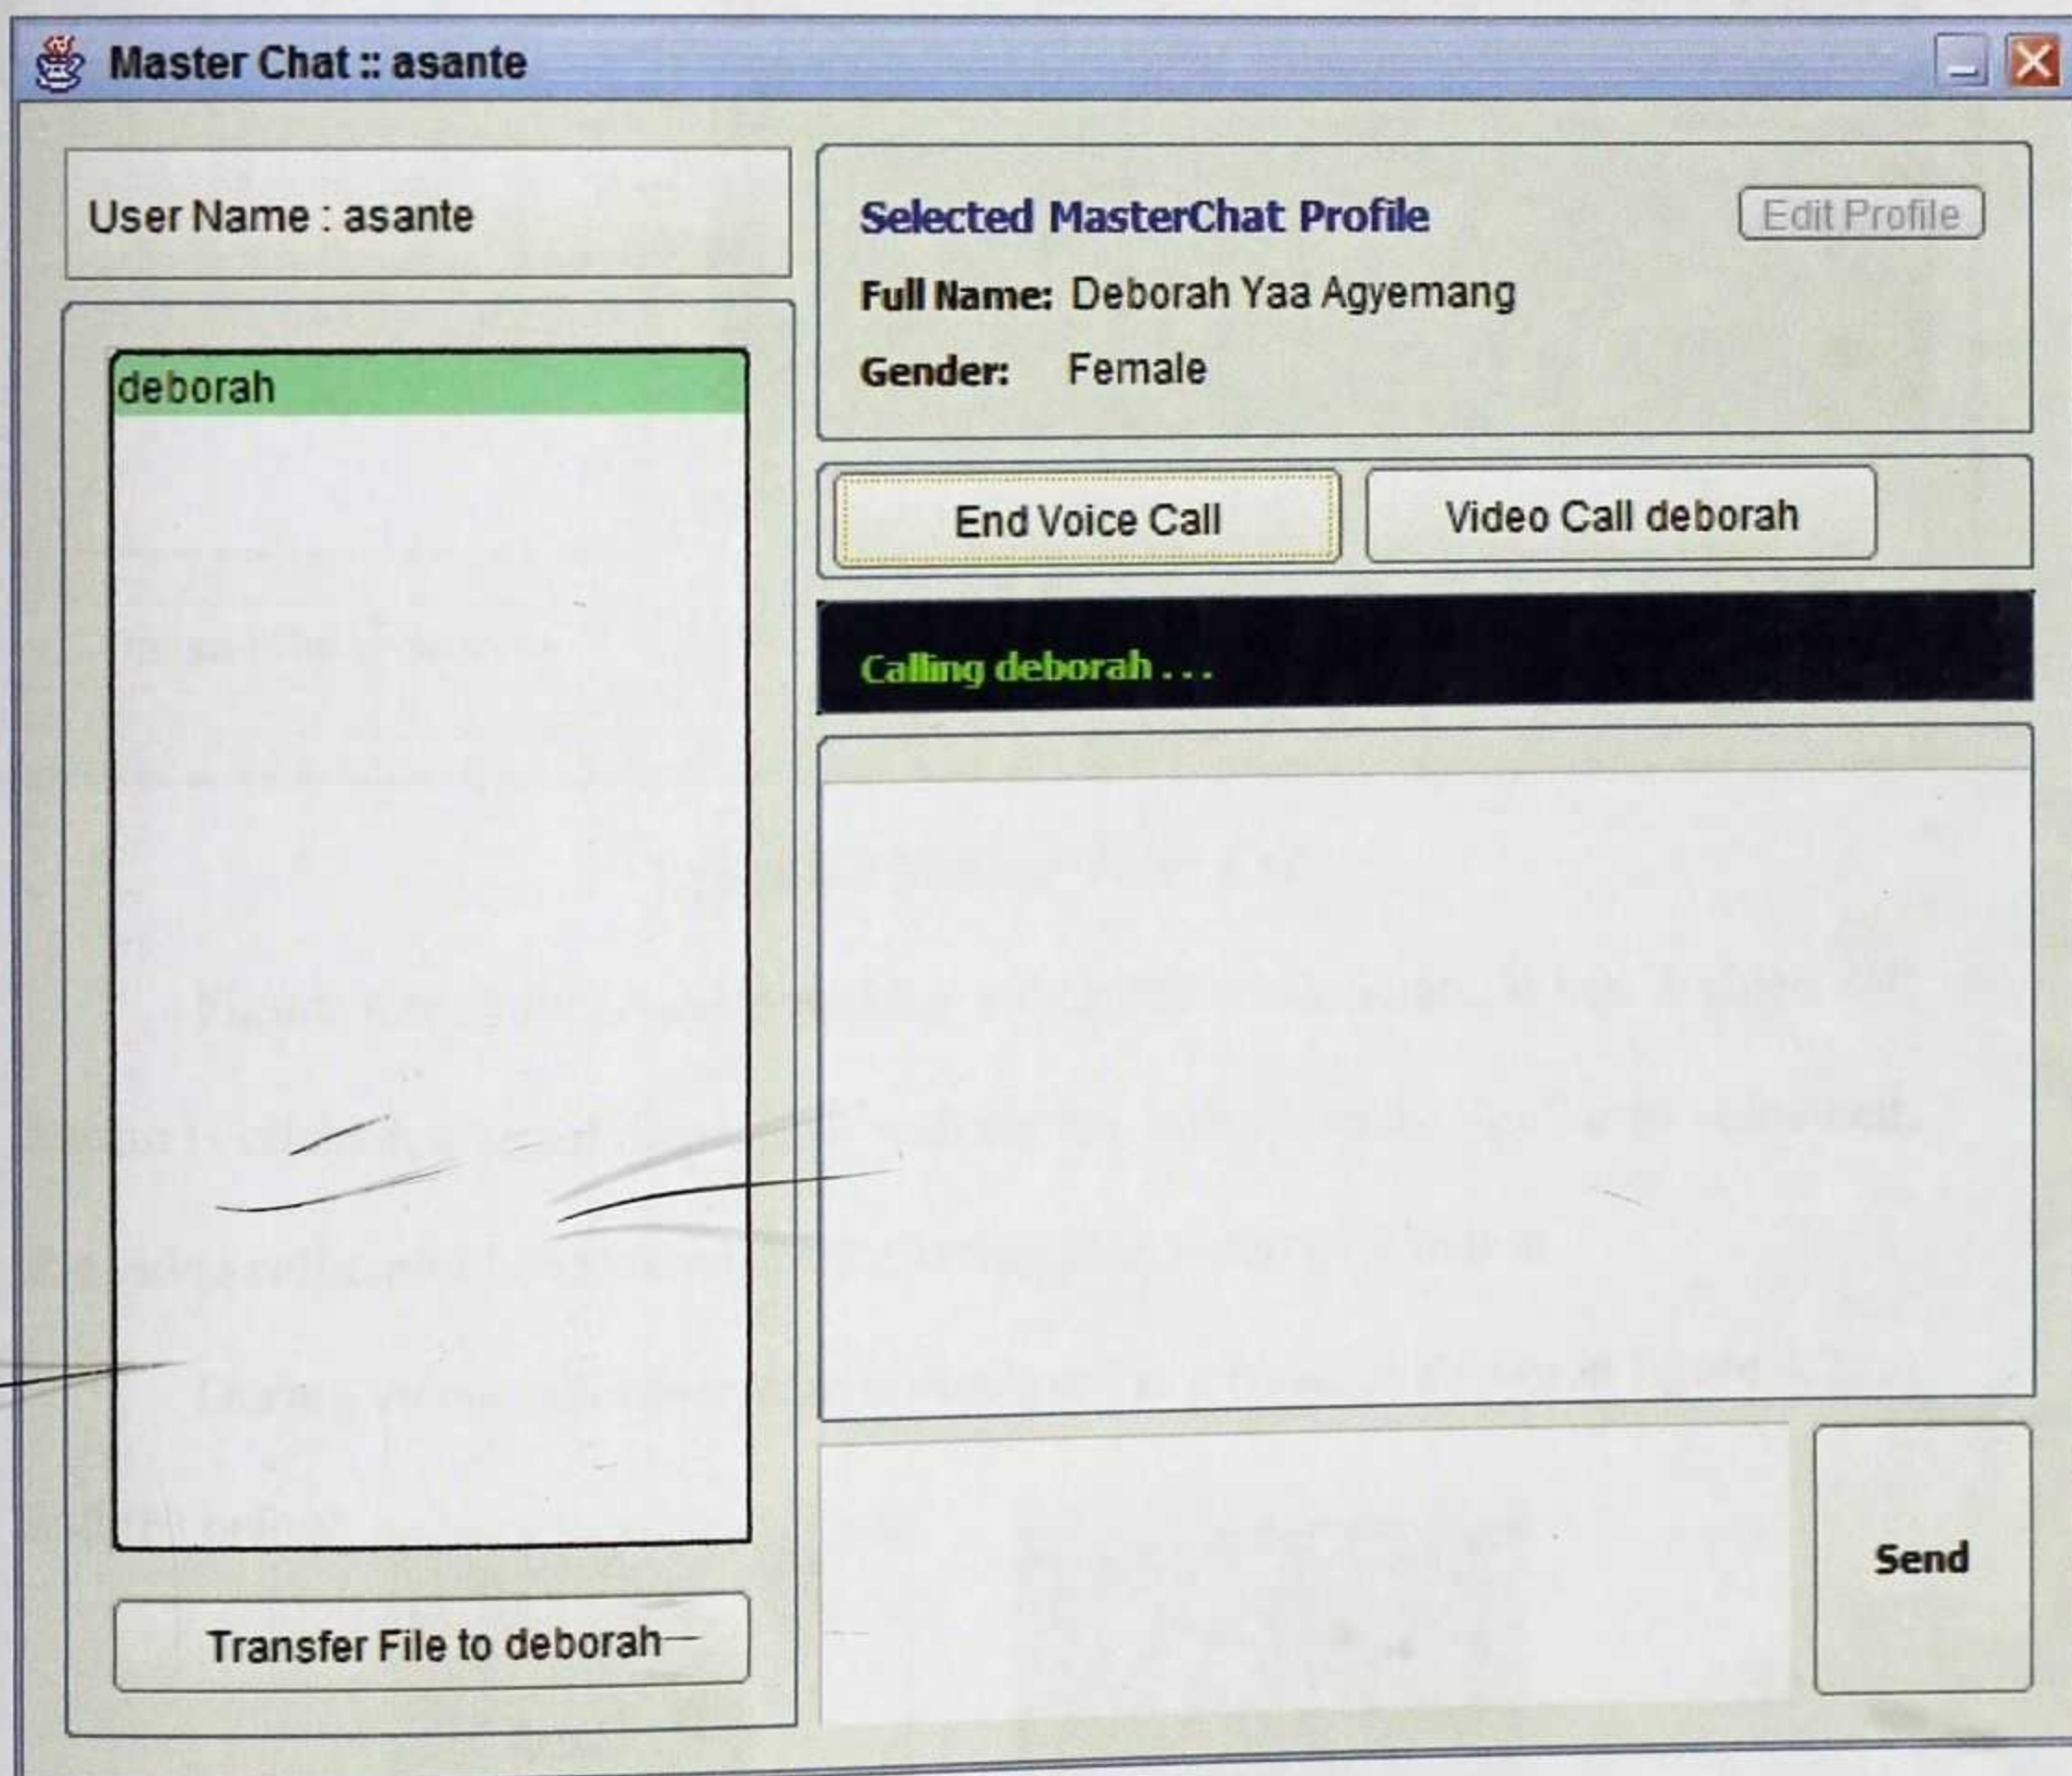 Master Chat :: asante
User Name : asante
deborah
Transfer File to deborah
Selected MasterChat Profile
Edit Profile
Full Name: Deborah Yaa Agyemang
Gender: Female
End Voice Call
Video Call deborah
Calling deborah . . .
Send